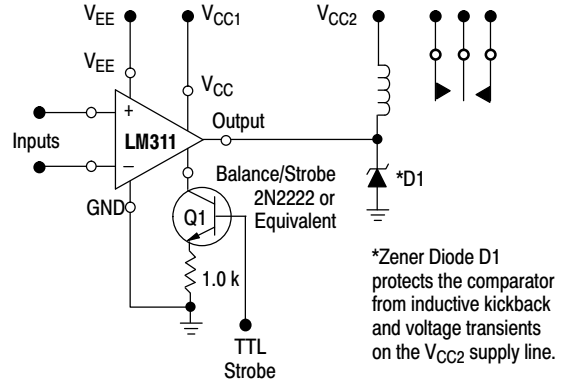 VEE
VCC1
VCC2
VEE
VCC
+
LM311
Output
Inputs
–
Balance/Strobe
2N2222 or
Equivalent
*D1
GND
Q1
1.0 k
TTL
Strobe
*Zener Diode D1
protects the comparator
from inductive kickback
and voltage transients
on the VCC2 supply line.